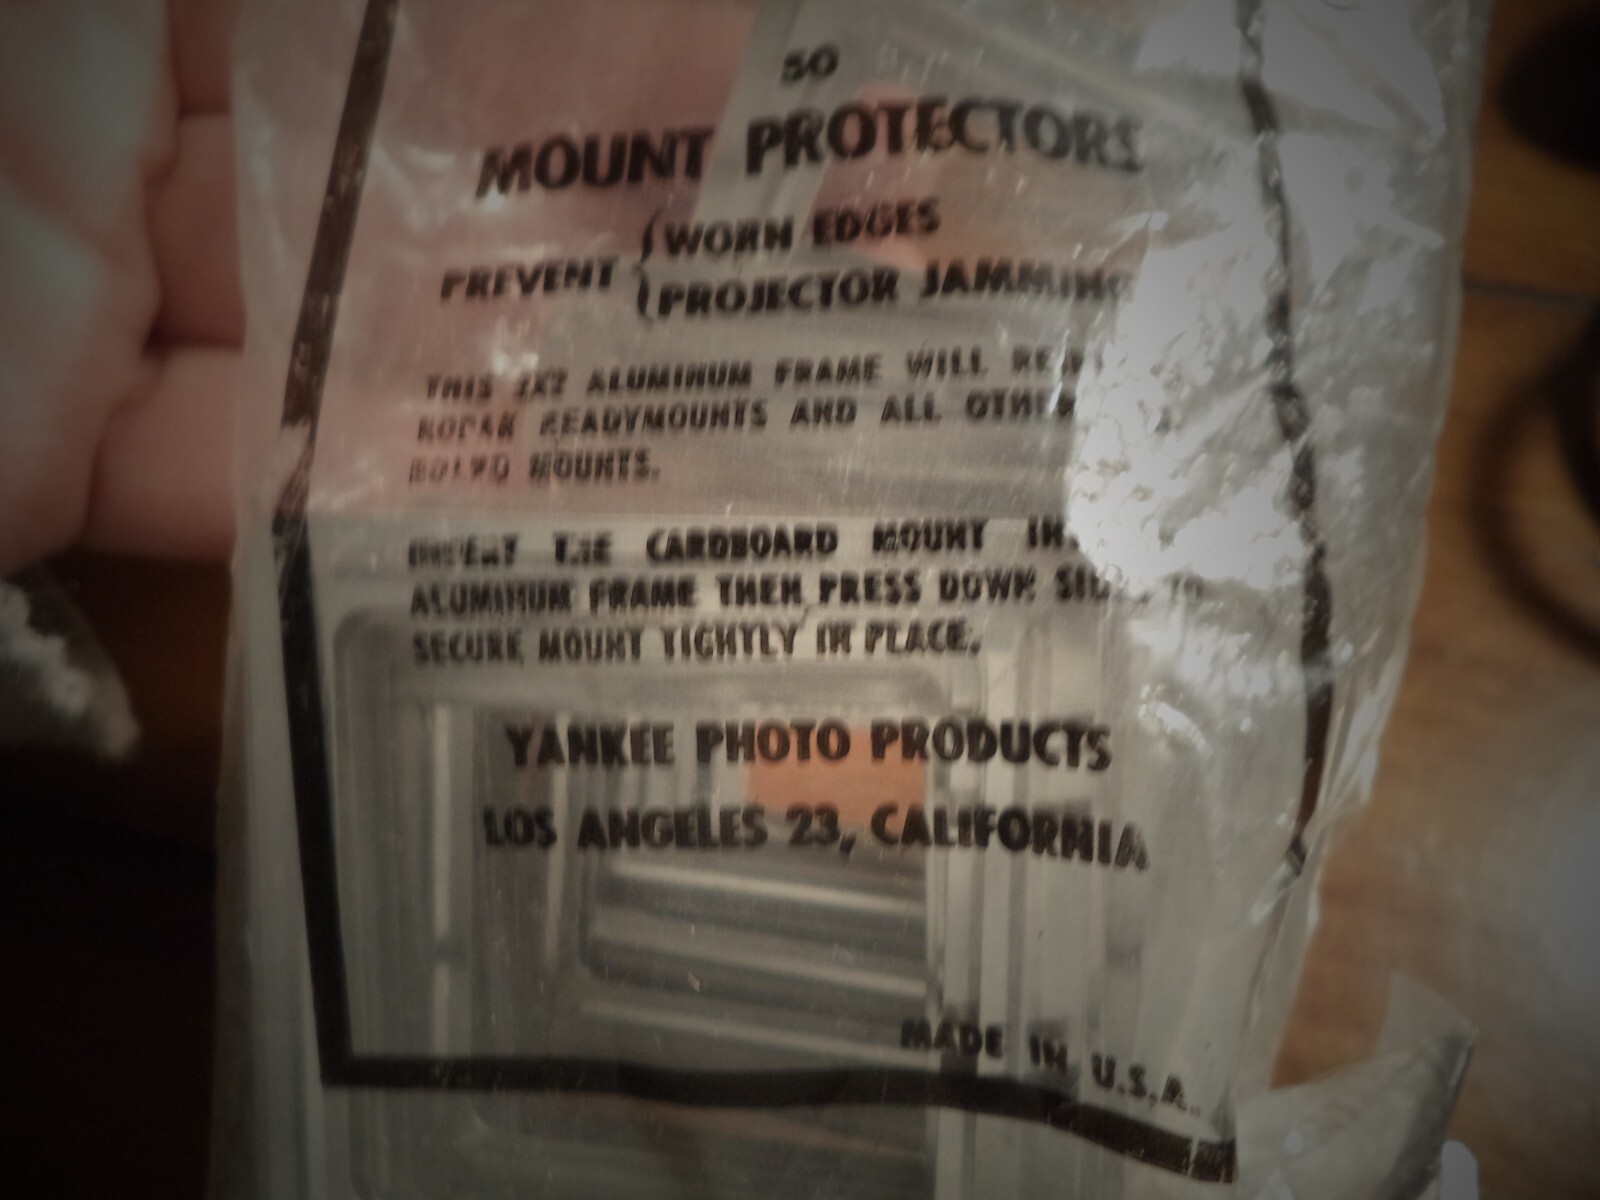 50
MOUNT PROTECTORS
PREVENT { WORN EDGES
PROJECTOR JAMMING
THIS 2X2 ALUMINUM FRAME WILL
KODAK READYMOUNTS AND ALL OTHER
BOARD MOUNTS.
INSERT THE CARDBOARD MOUNT
ALUMINUM FRAME THEN PRESS DOWN TO
SECURE MOUNT TIGHTLY IN PLACE.
YANKEE PHOTO PRODUCTS
LOS ANGELES 23, CALIFORNIA
MADE IN U.S.A.